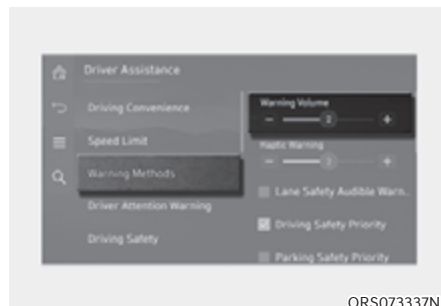 Driver Assistance
Driving Convenience
Speed Limit
Warning Methods
Driver Attention Warning
Driving Safety
Warning Volume
2
Haptic Warning
Lane Safety Audible Warn..
Driving Safety Priority
Parking Safety Priority
ORS073337N